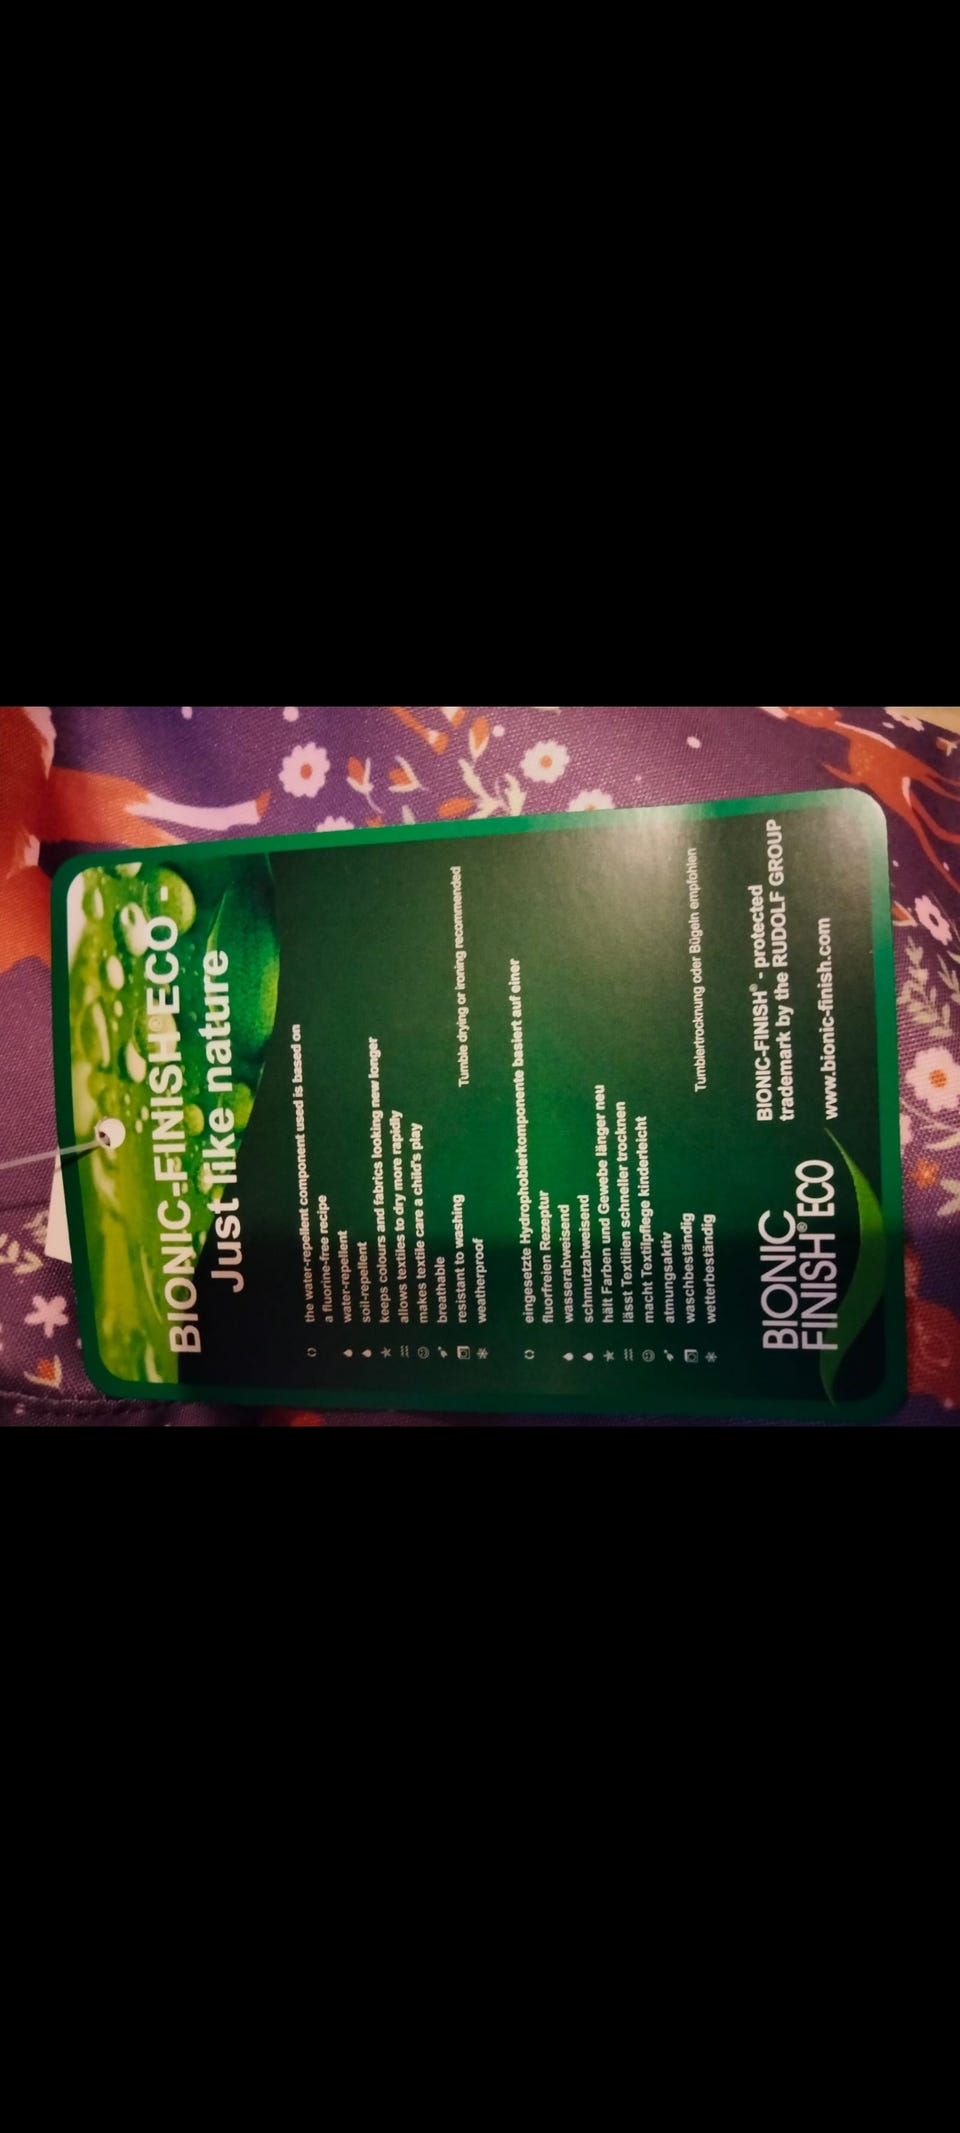 BIONIC-FINISH®ECO -
Just like nature
the water-repellent component used is based on
a fluorine-free recipe
water-repellent
soil-repellent
keeps colours and fabrics looking new longer
allows textiles to dry more rapidly
makes textile care a child's play
breathable
resistant to washing
Tumble drying or ironing recommended
weatherproof
eingesetzte Hydrophobierkomponente basiert auf einer
fluorfreien Rezeptur
wasserabweisend
schmutzabweisend
hält Farben und Gewebe länger neu
lässt Textilien schneller trocknen
macht Textilpflege kinderleicht
atmungsaktiv
waschbeständig
Tumblertrocknung oder Bügeln empfohlen
wetterbeständig
BIONIC
FINISH®ECO
BIONIC-FINISH® - protected
trademark by the RUDOLF GROUP
www.bionic-finish.com